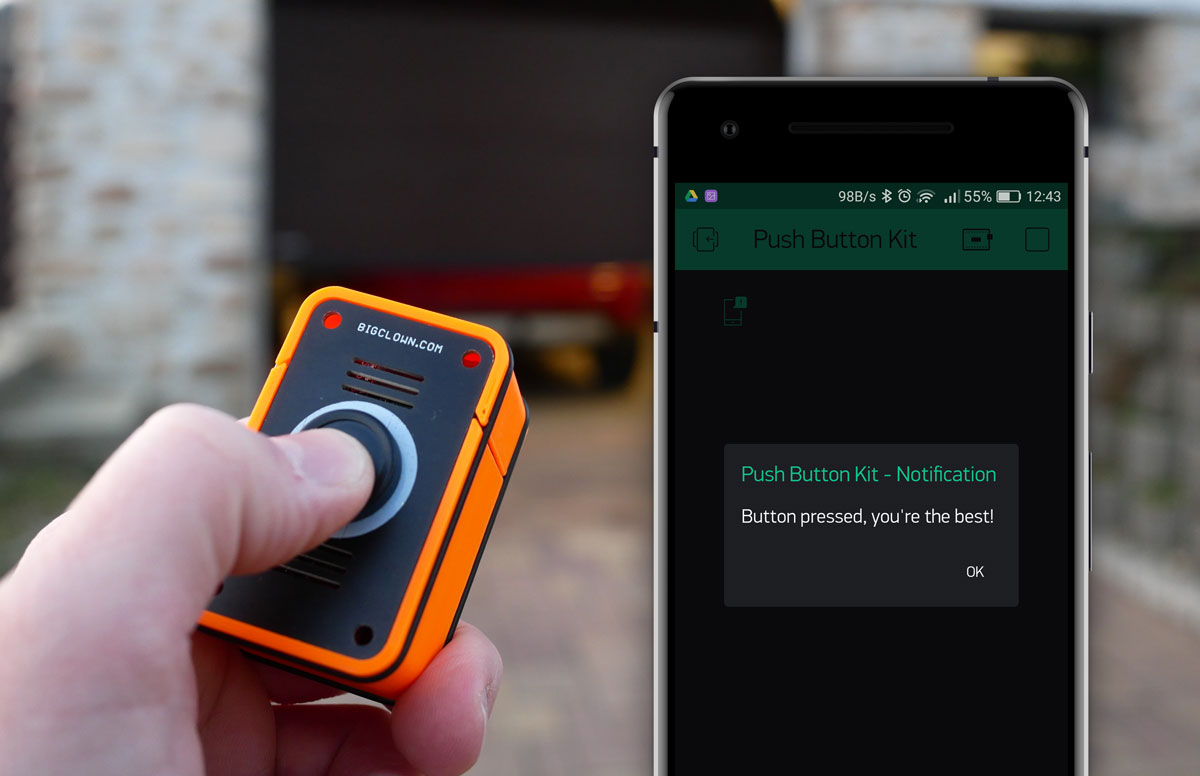 BIGCLOWN.COM
98B/s 55% 12:43
Push Button Kit
Push Button Kit - Notification
Button pressed, you're the best!
OK